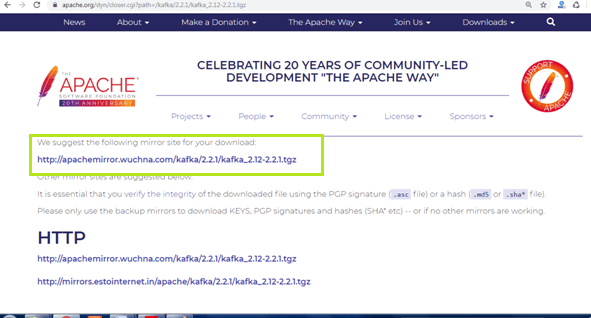 apache.org/dyn/closer.cgi?path=/kafka/2.2.1/kafka_2.12-2.2.1.tgz
News About Make a Donation The Apache Way Join Us Downloads
THE
APACHE
SOFTWARE FOUNDATION
20TH ANNIVERSARY
CELEBRATING 20 YEARS OF COMMUNITY-LED
DEVELOPMENT "THE APACHE WAY"
SUPPORT
APACHE
Projects People Community License Sponsors
We suggest the following mirror site for your download:
http://apachemirror.wuchna.com/kafka/2.2.1/kafka_2.12-2.2.1.tgz
Other mirror sites are suggested below.
It is essential that you verify the integrity of the downloaded file using the PGP signature (.asc file) or a hash (.md5 or .sha* file).
Please only use the backup mirrors to download KEYS, PGP signatures and hashes (SHA* etc) -- or if no other mirrors are working.
HTTP
http://apachemirror.wuchna.com/kafka/2.2.1/kafka_2.12-2.2.1.tgz
http://mirrors.estointernet.in/apache/kafka/2.2.1/kafka_2.12-2.2.1.tgz